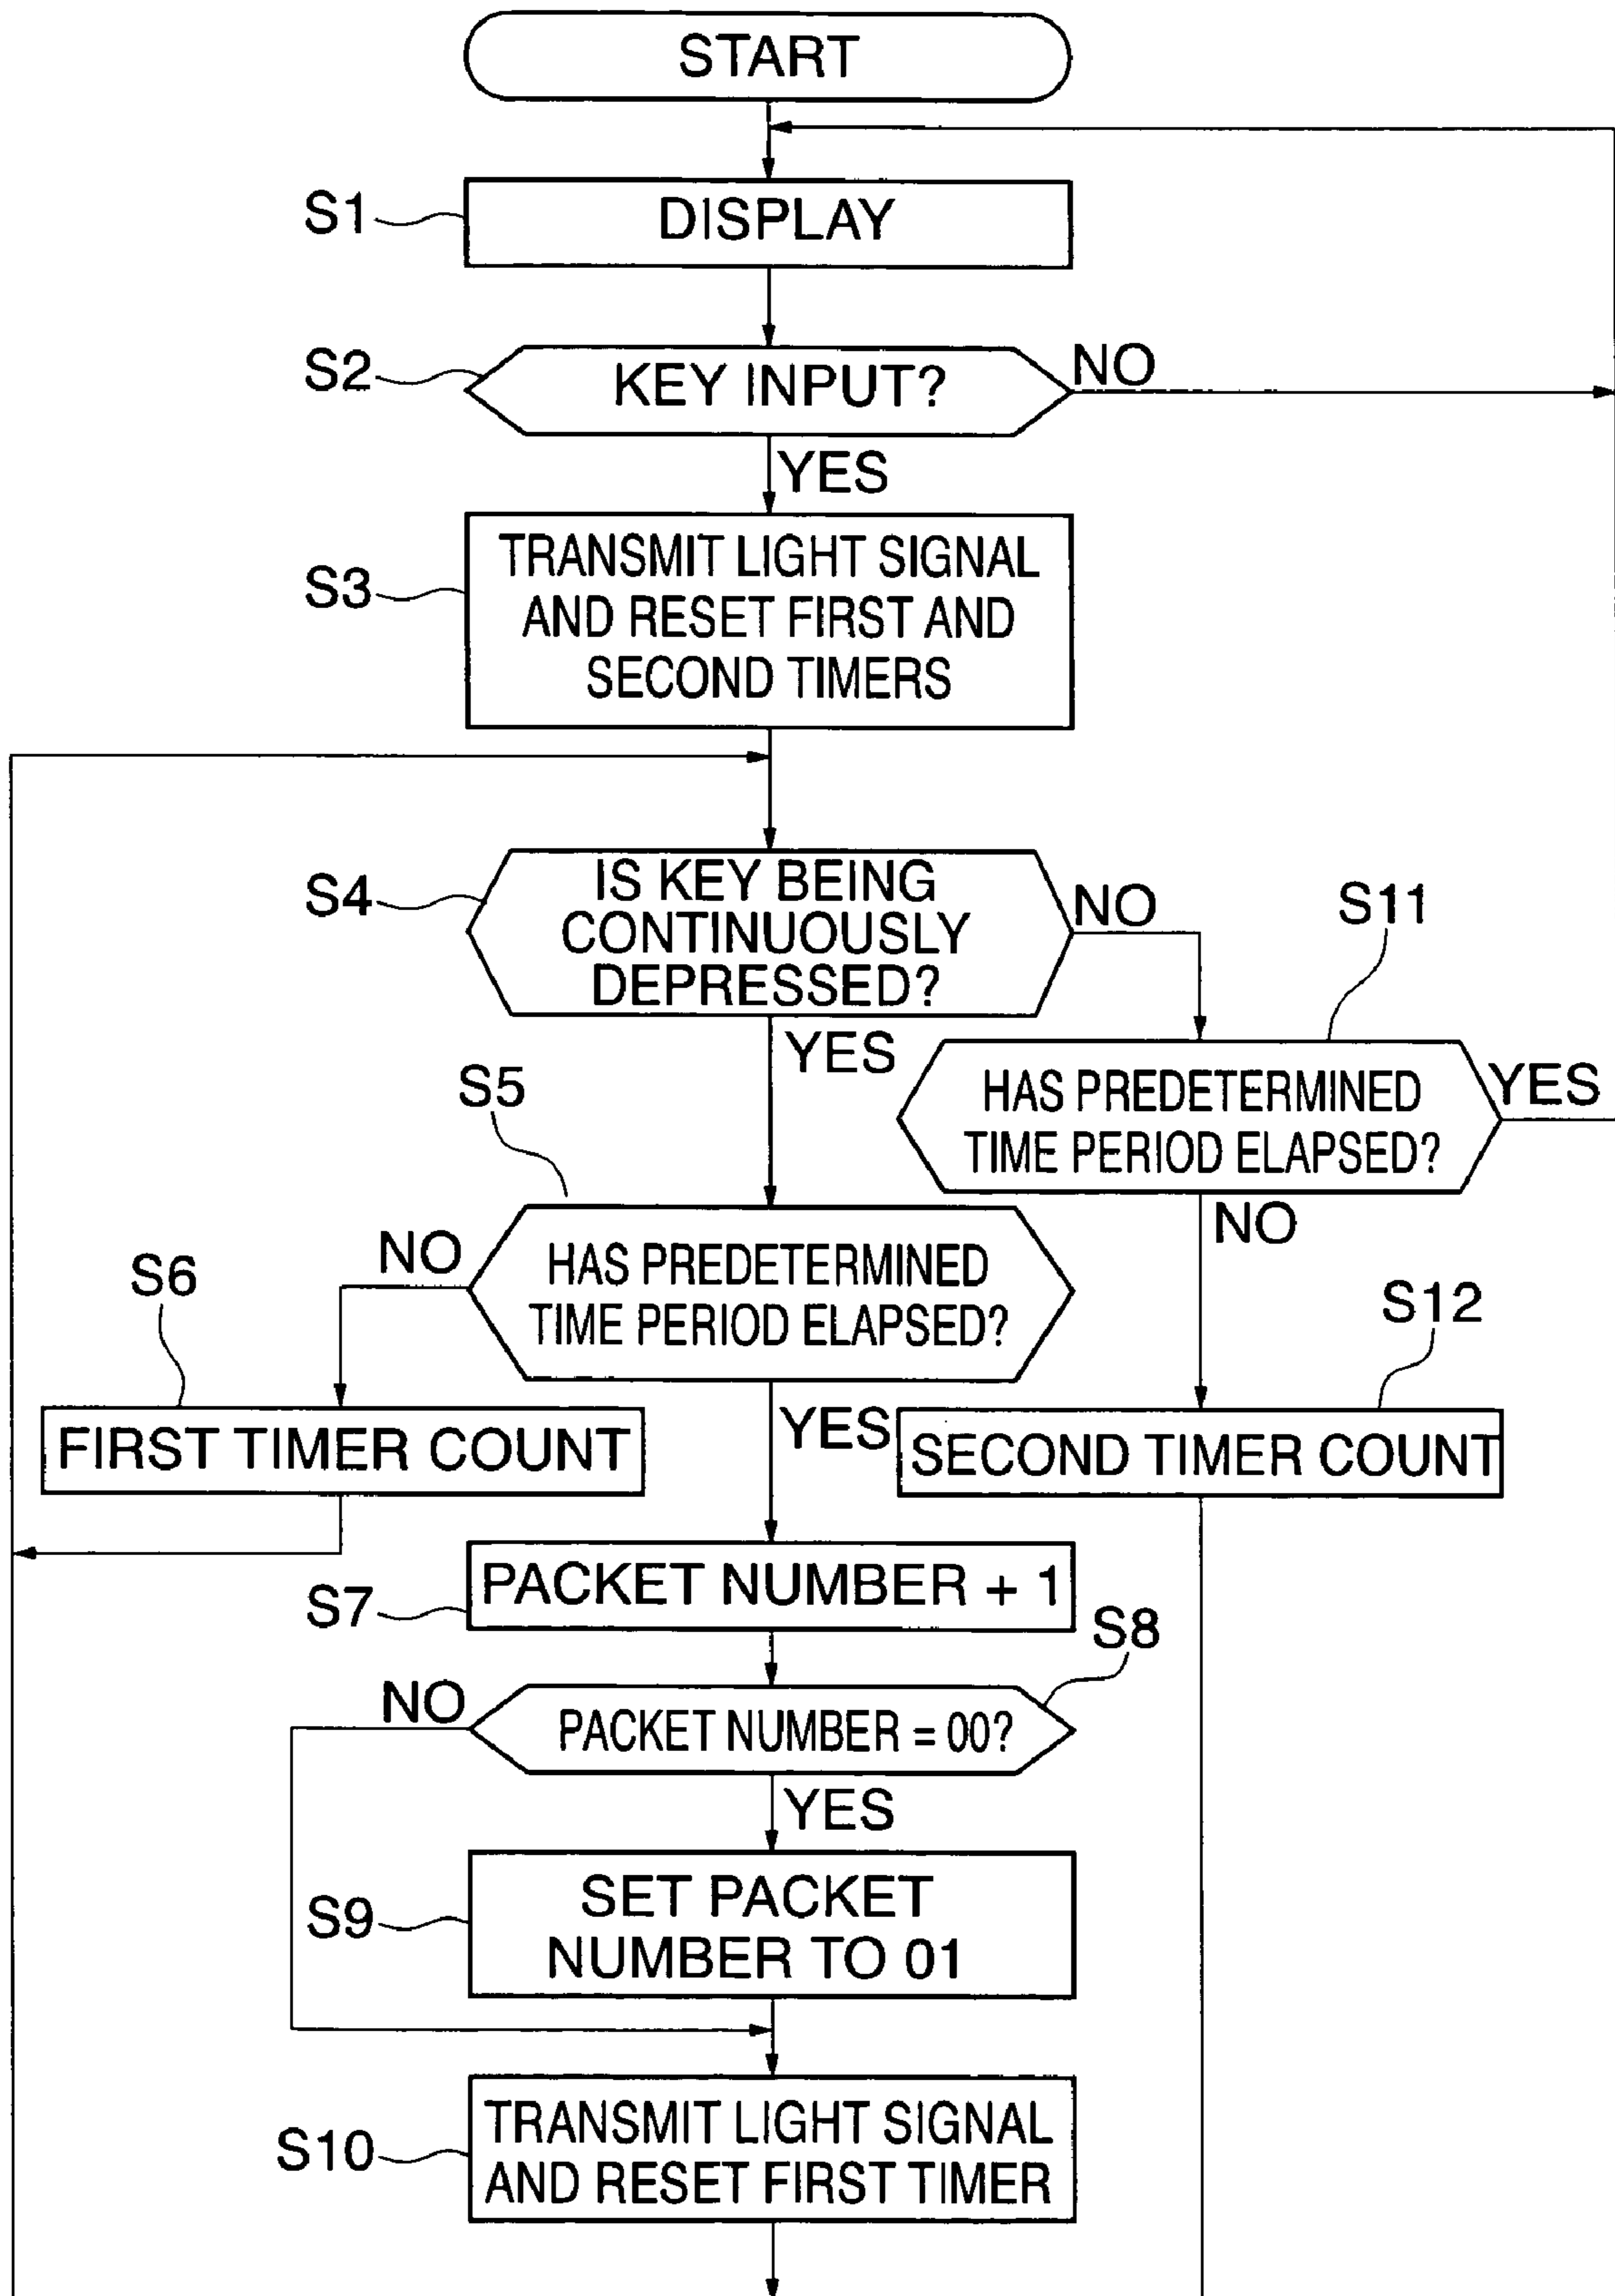 START
S1
DISPLAY
S2
KEY INPUT?
NO
YES
S3
TRANSMIT LIGHT SIGNAL
AND RESET FIRST AND
SECOND TIMERS
S4
IS KEY BEING
CONTINUOUSLY
DEPRESSED?
NO
S11
YES
HAS PREDETERMINED
TIME PERIOD ELAPSED?
YES
NO
S5
HAS PREDETERMINED
TIME PERIOD ELAPSED?
NO
S6
S12
FIRST TIMER COUNT
YES
SECOND TIMER COUNT
S7
PACKET NUMBER + 1
S8
NO
PACKET NUMBER = 00?
YES
S9
SET PACKET
NUMBER TO 01
S10
TRANSMIT LIGHT SIGNAL
AND RESET FIRST TIMER